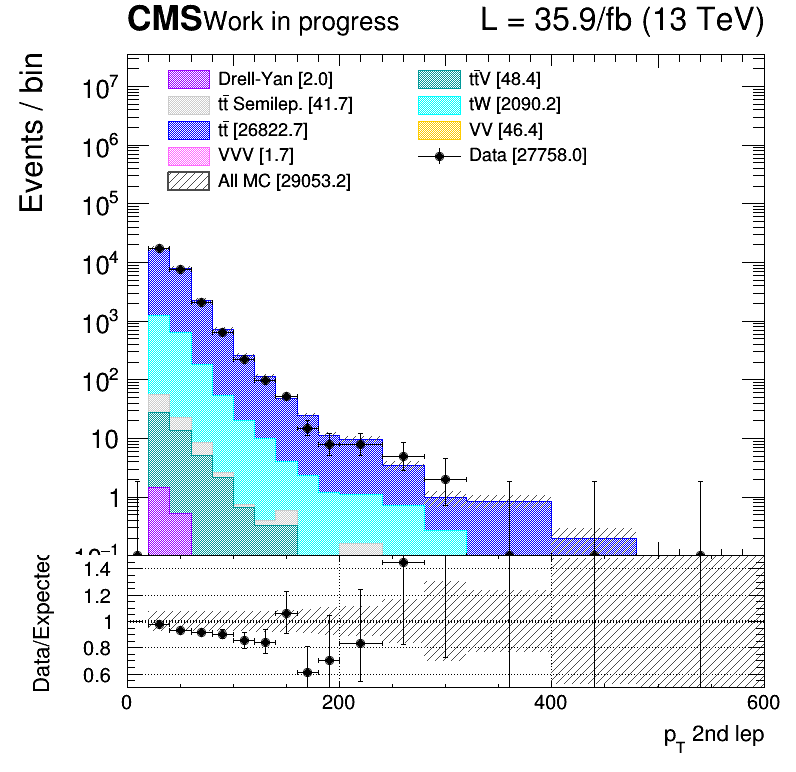 CMS Work in progress L = 35.9/fb (13 TeV)
Events / bin
10⁷
10⁶
10⁵
10⁴
10³
10²
10
1
10⁻¹
Drell-Yan [2.0]
tt̄ Semilep. [41.7]
tt̄ [26822.7]
VVV [1.7]
All MC [29053.2]
tt̄V [48.4]
tW [2090.2]
VV [46.4]
Data [27758.0]
Data/Expected
1.4
1.2
1
0.8
0.6
0 200 400 600
p_T 2nd lep